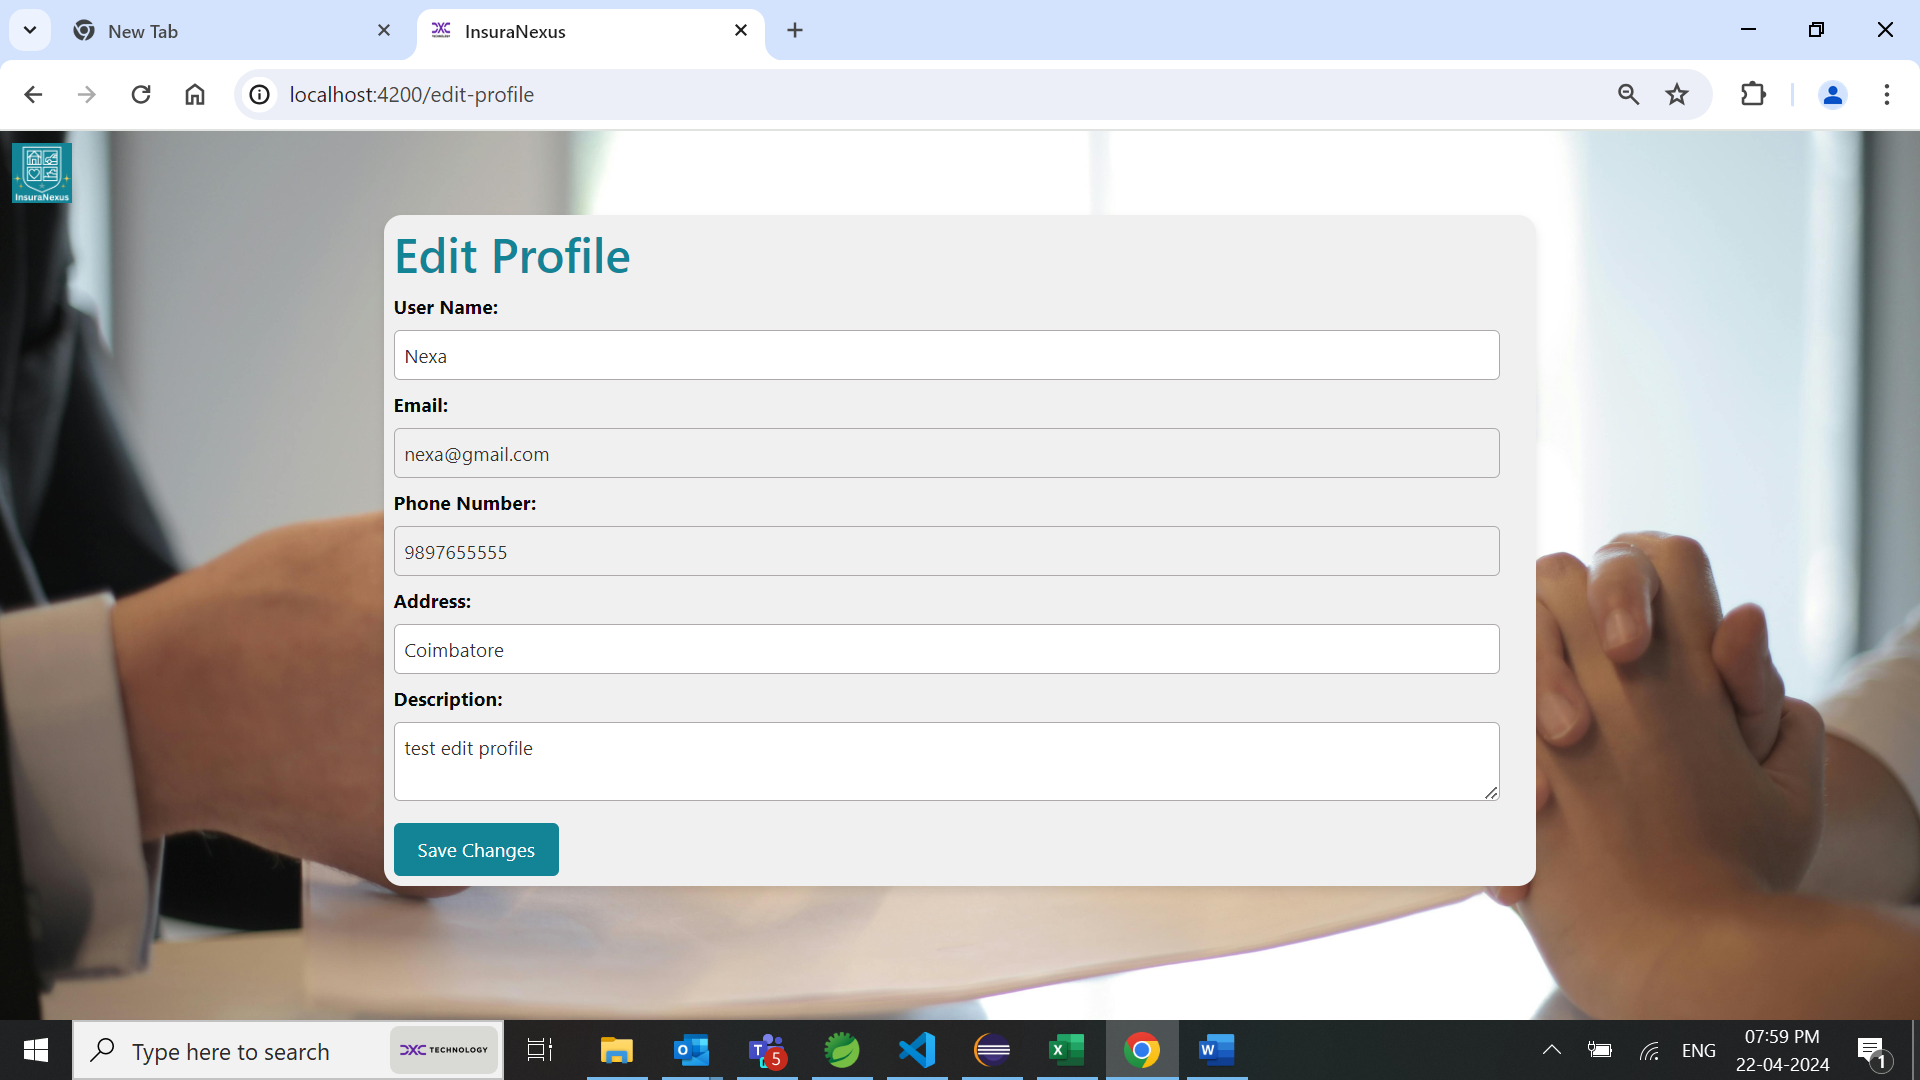 New Tab
InsuraNexus
localhost:4200/edit-profile
InsuraNexus
Edit Profile
User Name:
Nexa
Email:
nexa@gmail.com
Phone Number:
9897655555
Address:
Coimbatore
Description:
test edit profile
Save Changes
Type here to search
DXC TECHNOLOGY
5
ENG
07:59 PM
22-04-2024
1